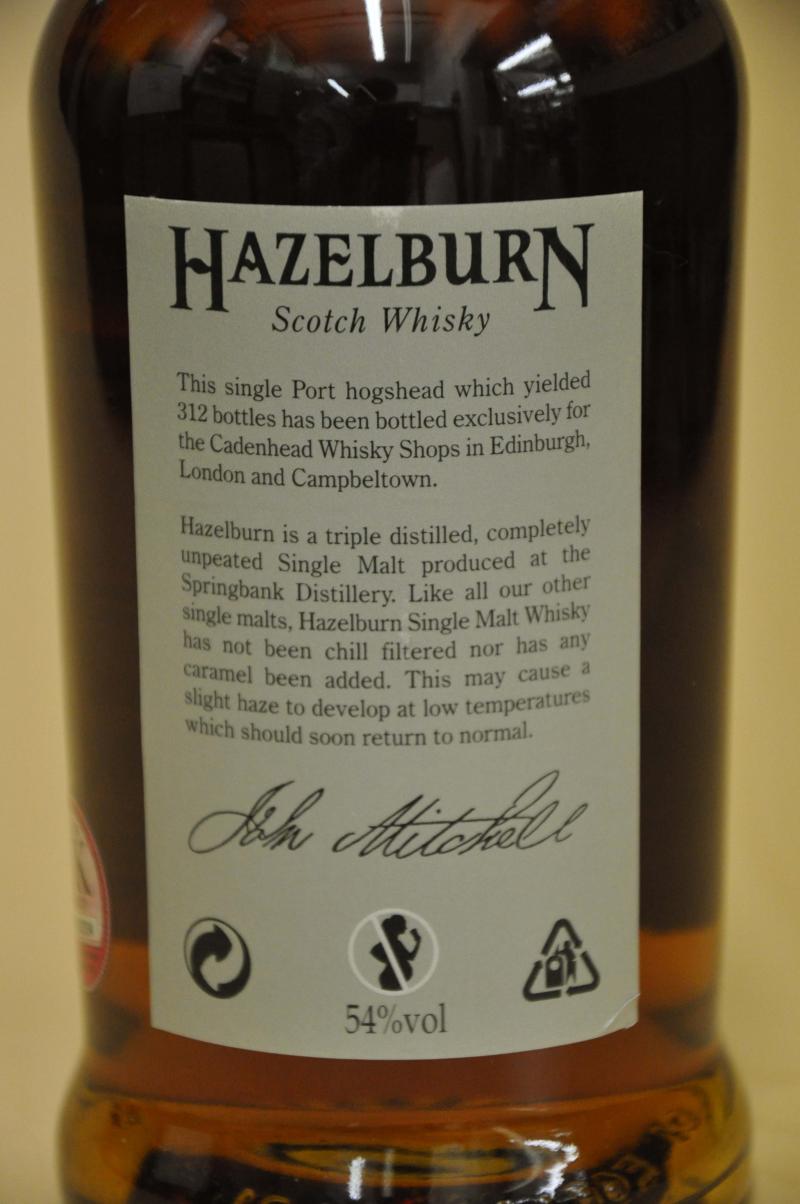 HAZELBURN
Scotch Whisky
This single Port hogshead which yielded
312 bottles has been bottled exclusively for
the Cadenhead Whisky Shops in Edinburgh,
London and Campbeltown.
Hazelburn is a triple distilled, completely
unpeated Single Malt produced at the
Springbank Distillery. Like all our other
single malts, Hazelburn Single Malt Whisky
has not been chill filtered nor has any
caramel been added. This may cause a
slight haze to develop at low temperatures
which should soon return to normal.
John Mitchell
54%vol